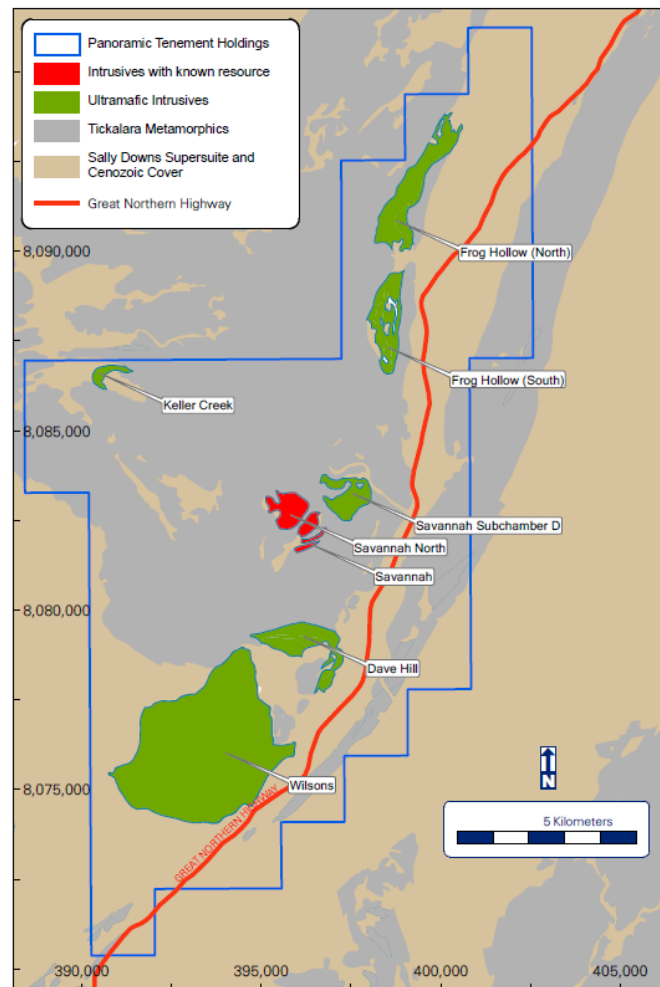 Panoramic Tenement Holdings
Intrusives with known resource
Ultramafic Intrusives
Tickalara Metamorphics
Sally Downs Supersuite and
Cenozoic Cover
Great Northern Highway
8,090,000
Frog Hollow (North)
Frog Hollow (South)
Keller Creek
8,085,000
Savannah Subchamber D
Savannah North
Savannah
8,080,000
Dave Hill
8,075,000
Wilsons
GREAT NORTHERN HIGHWAY
N
5 Kilometers
390,000
395,000
400,000
405,000